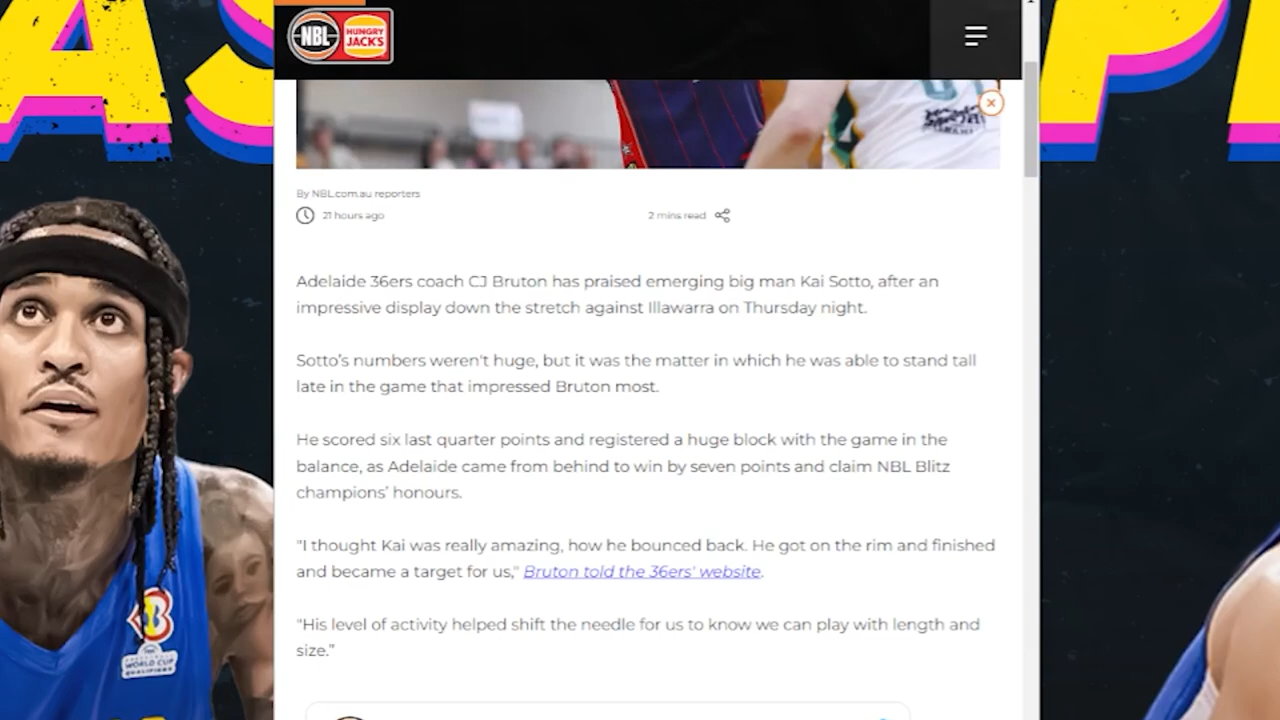 NBL
HUNGRY
JACK'S
By NBL.com.au reporters
21 hours ago
2 mins read
Adelaide 36ers coach CJ Bruton has praised emerging big man Kai Sotto, after an
impressive display down the stretch against Illawarra on Thursday night.
Sotto's numbers weren't huge, but it was the matter in which he was able to stand tall
late in the game that impressed Bruton most.
He scored six last quarter points and registered a huge block with the game in the
balance, as Adelaide came from behind to win by seven points and claim NBL Blitz
champions' honours.
"I thought Kai was really amazing, how he bounced back. He got on the rim and finished
and became a target for us," Bruton told the 36ers' website.
"His level of activity helped shift the needle for us to know we can play with length and
size."
WORLD CUP
QUALIFIERS